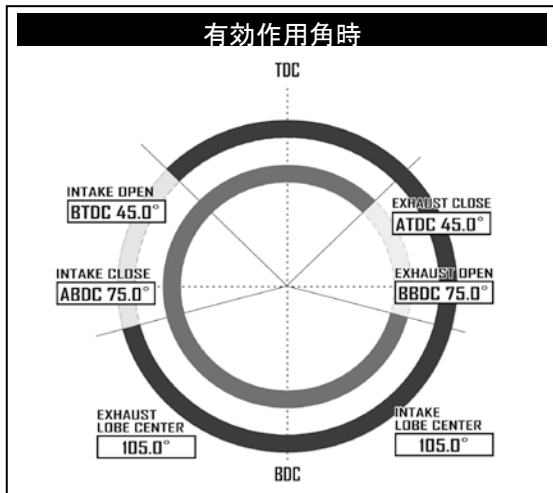 有効作用角時
TDC
INTAKE OPEN
BTDC 45.0°
EXHAUST CLOSE
ATDC 45.0°
INTAKE CLOSE
ABDC 75.0°
EXHAUST OPEN
BBDC 75.0°
EXHAUST
LOBE CENTER
105.0°
INTAKE
LOBE CENTER
105.0°
BDC